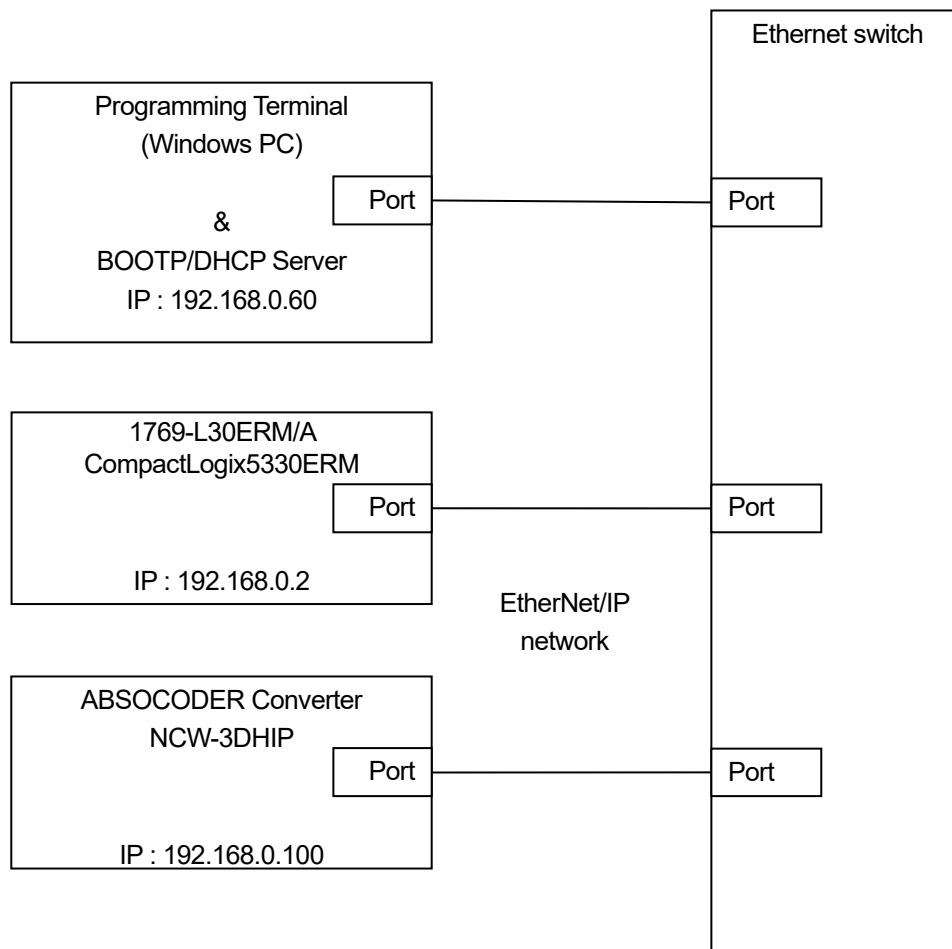 Ethernet switch
Programming Terminal
(Windows PC)
Port
Port
&
BOOTP/DHCP Server
IP : 192.168.0.60
1769-L30ERM/A
CompactLogix5330ERM
Port
Port
IP : 192.168.0.2
EtherNet/IP
network
ABSOCODER Converter
NCW-3DHIP
Port
Port
IP : 192.168.0.100